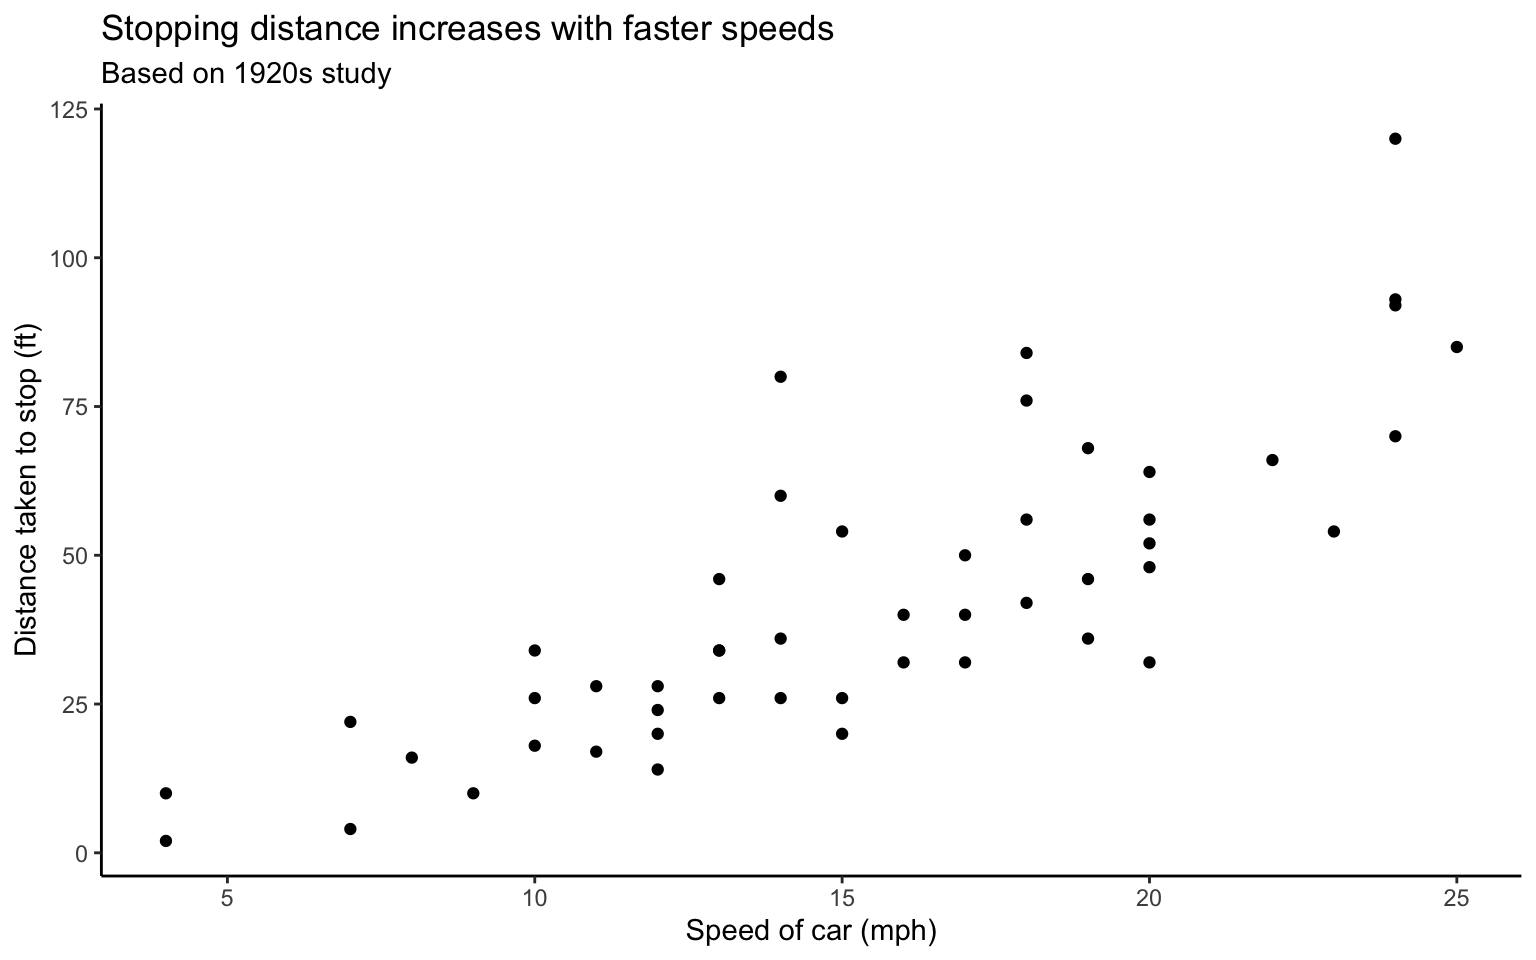 Stopping distance increases with faster speeds
Based on 1920s study
125
100
75
50
25
0
Distance taken to stop (ft)
5 10 15 20 25
Speed of car (mph)